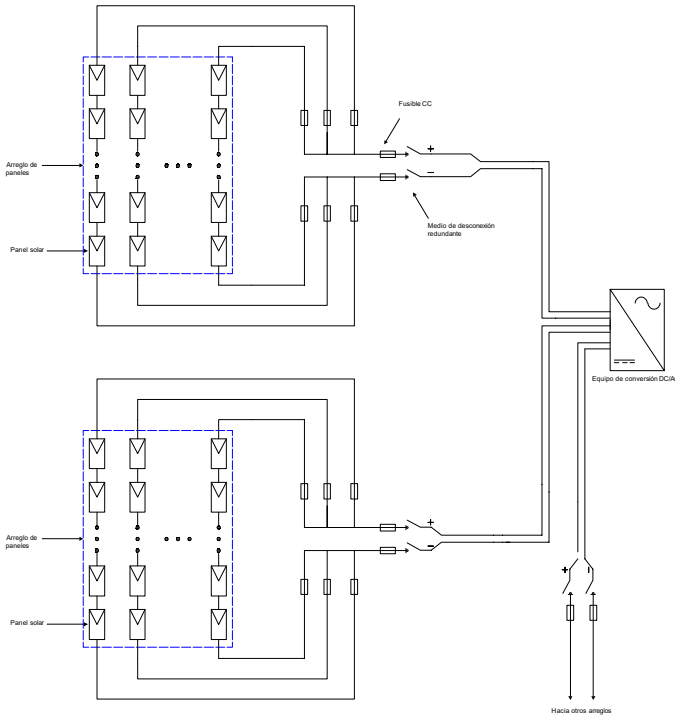 Fusible CC
+
Arreglo de
paneles
−
Medio de desconexión
redundante
Panel solar
Equipo de conversión DC/A
+
Arreglo de
paneles
−
+
−
Panel solar
Hacia otros arreglos